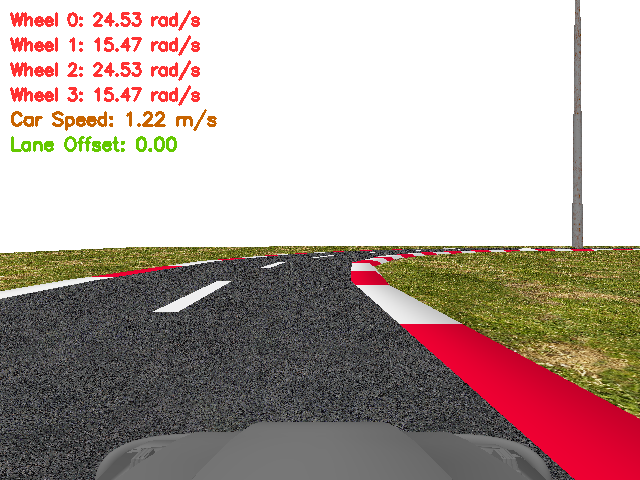 Wheel 0: 24.53 rad/s
Wheel 1: 15.47 rad/s
Wheel 2: 24.53 rad/s
Wheel 3: 15.47 rad/s
Car Speed: 1.22 m/s
Lane Offset: 0.00